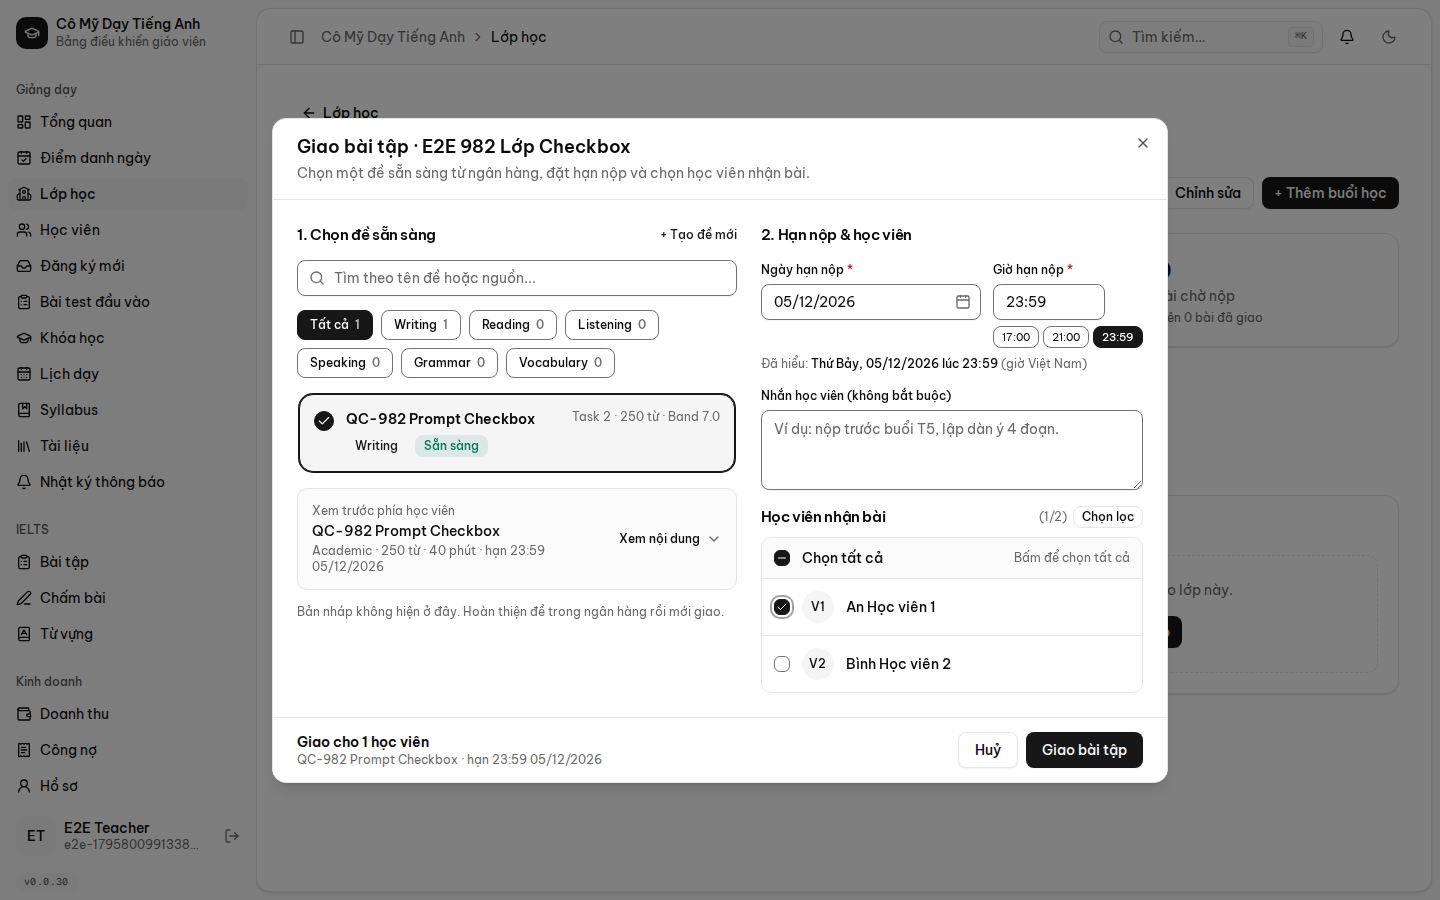 Cô Mỹ Dạy Tiếng Anh
Bảng điều khiển giáo viên
Giảng dạy
Tổng quan
Điểm danh ngày
Lớp học
Học viên
Đăng ký mới
Bài test đầu vào
Khóa học
Lịch dạy
Syllabus
Tài liệu
Nhật ký thông báo
IELTS
Bài tập
Chấm bài
Từ vựng
Kinh doanh
Doanh thu
Công nợ
Hồ sơ
ET
E2E Teacher
e2e-1795800991338...
v0.0.30
Cô Mỹ Dạy Tiếng Anh > Lớp học
Tìm kiếm...
⌘K
← Lớp học
Chỉnh sửa
+ Thêm buổi học
ài chờ nộp
ên 0 bài đã giao
o lớp này.
Giao bài tập · E2E 982 Lớp Checkbox
Chọn một đề sẵn sàng từ ngân hàng, đặt hạn nộp và chọn học viên nhận bài.
1. Chọn đề sẵn sàng
+ Tạo đề mới
Tìm theo tên đề hoặc nguồn...
Tất cả 1
Writing 1
Reading 0
Listening 0
Speaking 0
Grammar 0
Vocabulary 0
QC-982 Prompt Checkbox
Task 2 · 250 từ · Band 7.0
Writing
Sẵn sàng
Xem trước phía học viên
QC-982 Prompt Checkbox
Academic · 250 từ · 40 phút · hạn 23:59
05/12/2026
Xem nội dung
Bản nháp không hiện ở đây. Hoàn thiện đề trong ngân hàng rồi mới giao.
2. Hạn nộp & học viên
Ngày hạn nộp *
Giờ hạn nộp *
05/12/2026
23:59
17:00
21:00
23:59
Đã hiểu: Thứ Bảy, 05/12/2026 lúc 23:59 (giờ Việt Nam)
Nhắn học viên (không bắt buộc)
Ví dụ: nộp trước buổi T5, lập dàn ý 4 đoạn.
Học viên nhận bài
(1/2)
Chọn lọc
Chọn tất cả
Bấm để chọn tất cả
V1
An Học viên 1
V2
Bình Học viên 2
Giao cho 1 học viên
QC-982 Prompt Checkbox · hạn 23:59 05/12/2026
Huỷ
Giao bài tập